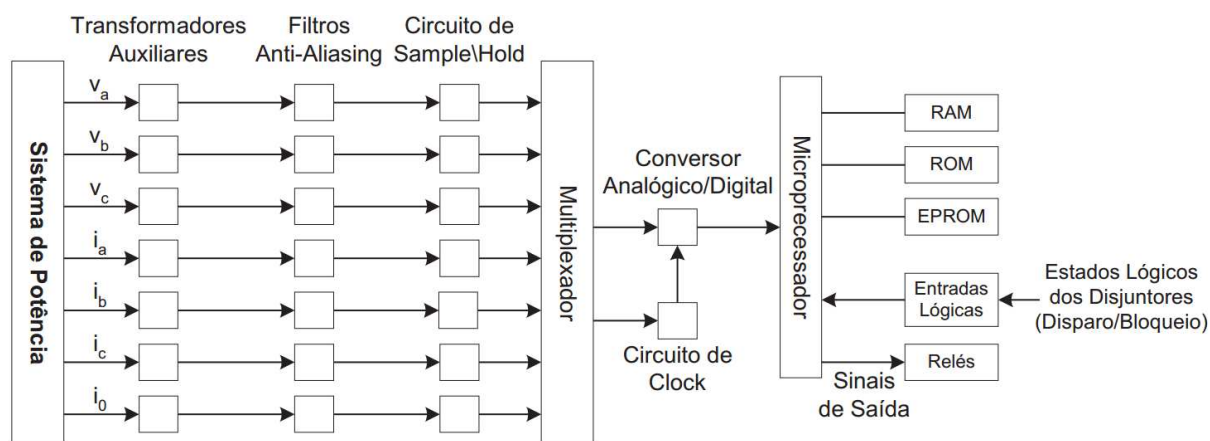 Transformadores
Auxiliares
Filtros
Anti-Aliasing
Circuito de
Sample\Hold
Sistema de Potência
v_a
v_b
v_c
i_a
i_b
i_c
i_0
Multiplexador
Conversor
Analógico/Digital
Circuito de
Clock
Microprecessador
RAM
ROM
EPROM
Entradas
Lógicas
Estados Lógicos
dos Disjuntores
(Disparo/Bloqueio)
Relés
Sinais
de Saída